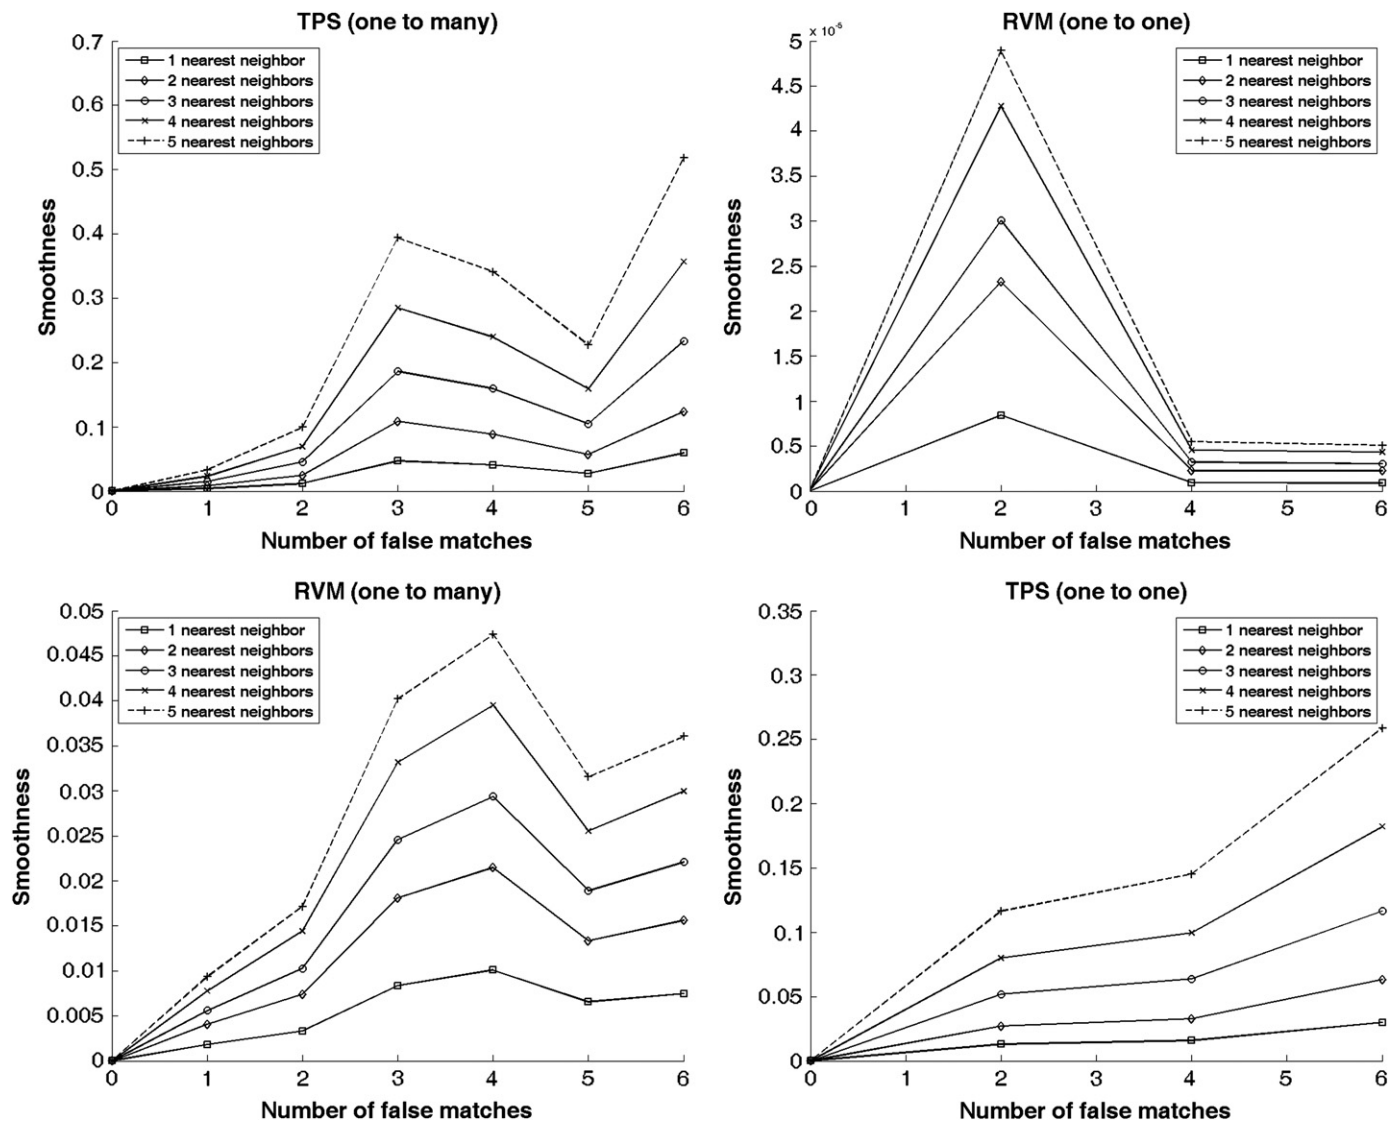 TPS (one to many)
0.7
0.6
0.5
0.4
0.3
0.2
0.1
0
Smoothness
1 nearest neighbor
2 nearest neighbors
3 nearest neighbors
4 nearest neighbors
5 nearest neighbors
0 1 2 3 4 5 6
Number of false matches
RVM (one to one)
5
4.5
4
3.5
3
2.5
2
1.5
1
0.5
0
Smoothness
1 nearest neighbor
2 nearest neighbors
3 nearest neighbors
4 nearest neighbors
5 nearest neighbors
0 1 2 3 4 5 6
Number of false matches
RVM (one to many)
0.05
0.045
0.04
0.035
0.03
0.025
0.02
0.015
0.01
0.005
0
Smoothness
1 nearest neighbor
2 nearest neighbors
3 nearest neighbors
4 nearest neighbors
5 nearest neighbors
0 1 2 3 4 5 6
Number of false matches
TPS (one to one)
0.35
0.3
0.25
0.2
0.15
0.1
0.05
0
Smoothness
1 nearest neighbor
2 nearest neighbors
3 nearest neighbors
4 nearest neighbors
5 nearest neighbors
0 1 2 3 4 5 6
Number of false matches